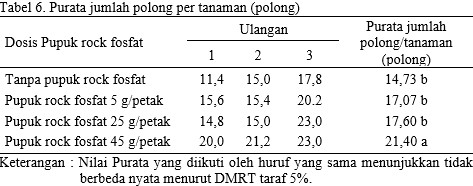 Tabel 6. Purata jumlah polong per tanaman (polong)
Dosis Pupuk rock fosfat Ulangan Purata jumlah polong/tanaman (polong)
1 2 3
Tanpa pupuk rock fosfat 11,4 15,0 17,8 14,73 b
Pupuk rock fosfat 5 g/petak 15,6 15,4 20.2 17,07 b
Pupuk rock fosfat 25 g/petak 14,8 15,0 23,0 17,60 b
Pupuk rock fosfat 45 g/petak 20,0 21,2 23,0 21,40 a
Keterangan : Nilai Purata yang diikuti oleh huruf yang sama menunjukkan tidak
berbeda nyata menurut DMRT taraf 5%.